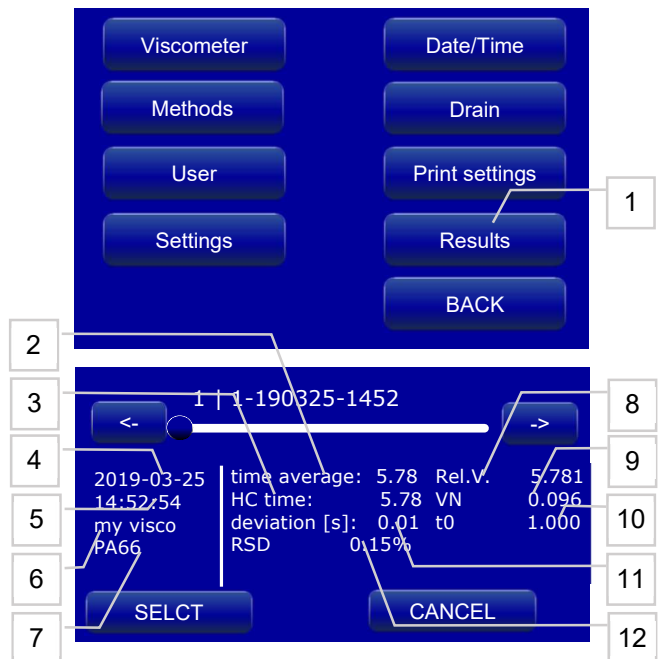 Viscometer Date/Time
Methods Drain
User Print settings
1
Settings Results
BACK
2
3
1 | 1-190325-1452
8
<- ->
4
9
2019-03-25 time average: 5.78 Rel.V. 5.781
5
14:52:54 HC time: 5.78 VN 0.096
10
my visco deviation [s]: 0.01 t0 1.000
PA66 RSD 0.15%
6
11
SELCT CANCEL
7
12